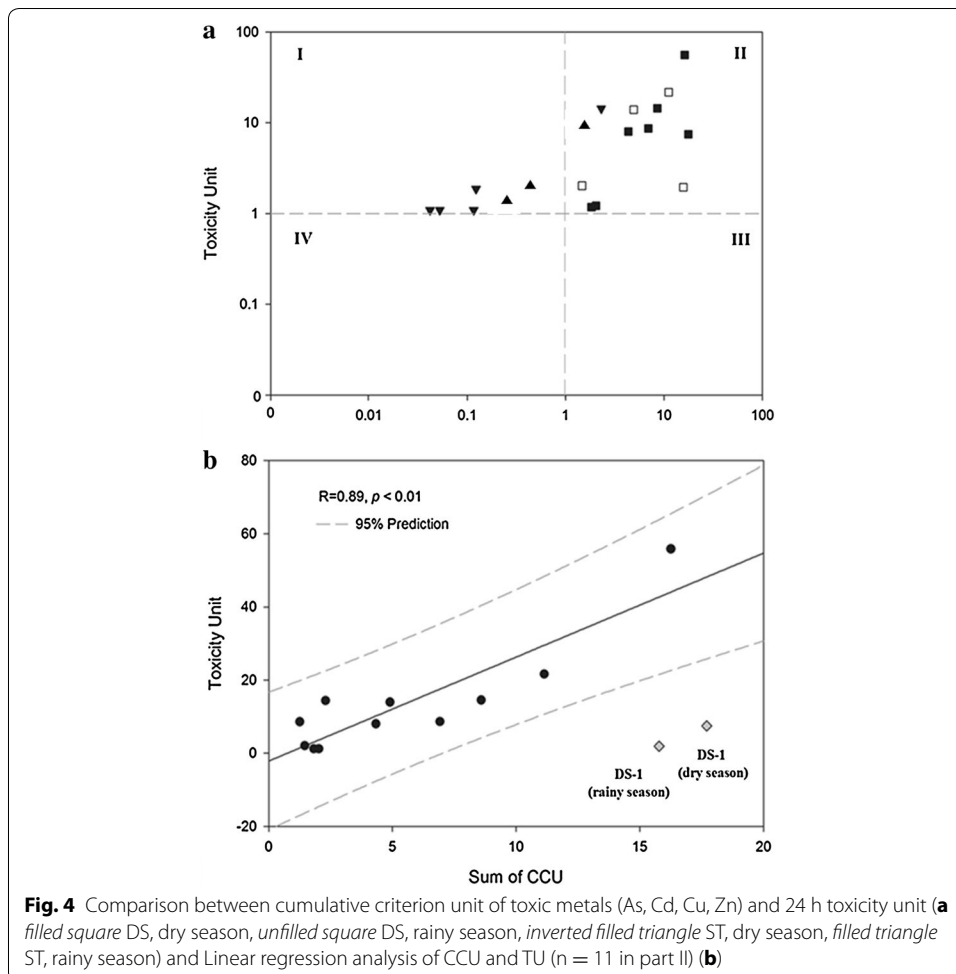 a
100
I
II
10
Toxicity Unit
1
IV
III
0.1
0
0
0.01
0.1
1
10
100
b
80
R=0.89, p < 0.01
95% Prediction
60
40
Toxicity Unit
20
0
DS-1
(rainy season)
DS-1
(dry season)
-20
0
5
10
15
20
Sum of CCU
Fig. 4 Comparison between cumulative criterion unit of toxic metals (As, Cd, Cu, Zn) and 24 h toxicity unit (a
filled square DS, dry season, unfilled square DS, rainy season, inverted filled triangle ST, dry season, filled triangle
ST, rainy season) and Linear regression analysis of CCU and TU (n = 11 in part II) (b)